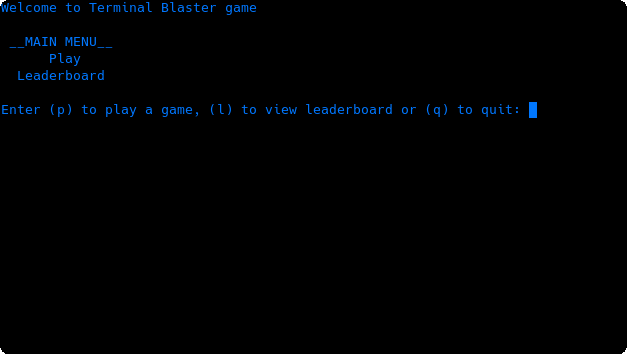 Welcome to Terminal Blaster game
__MAIN MENU__
Play
Leaderboard
Enter (p) to play a game, (l) to view leaderboard or (q) to quit: